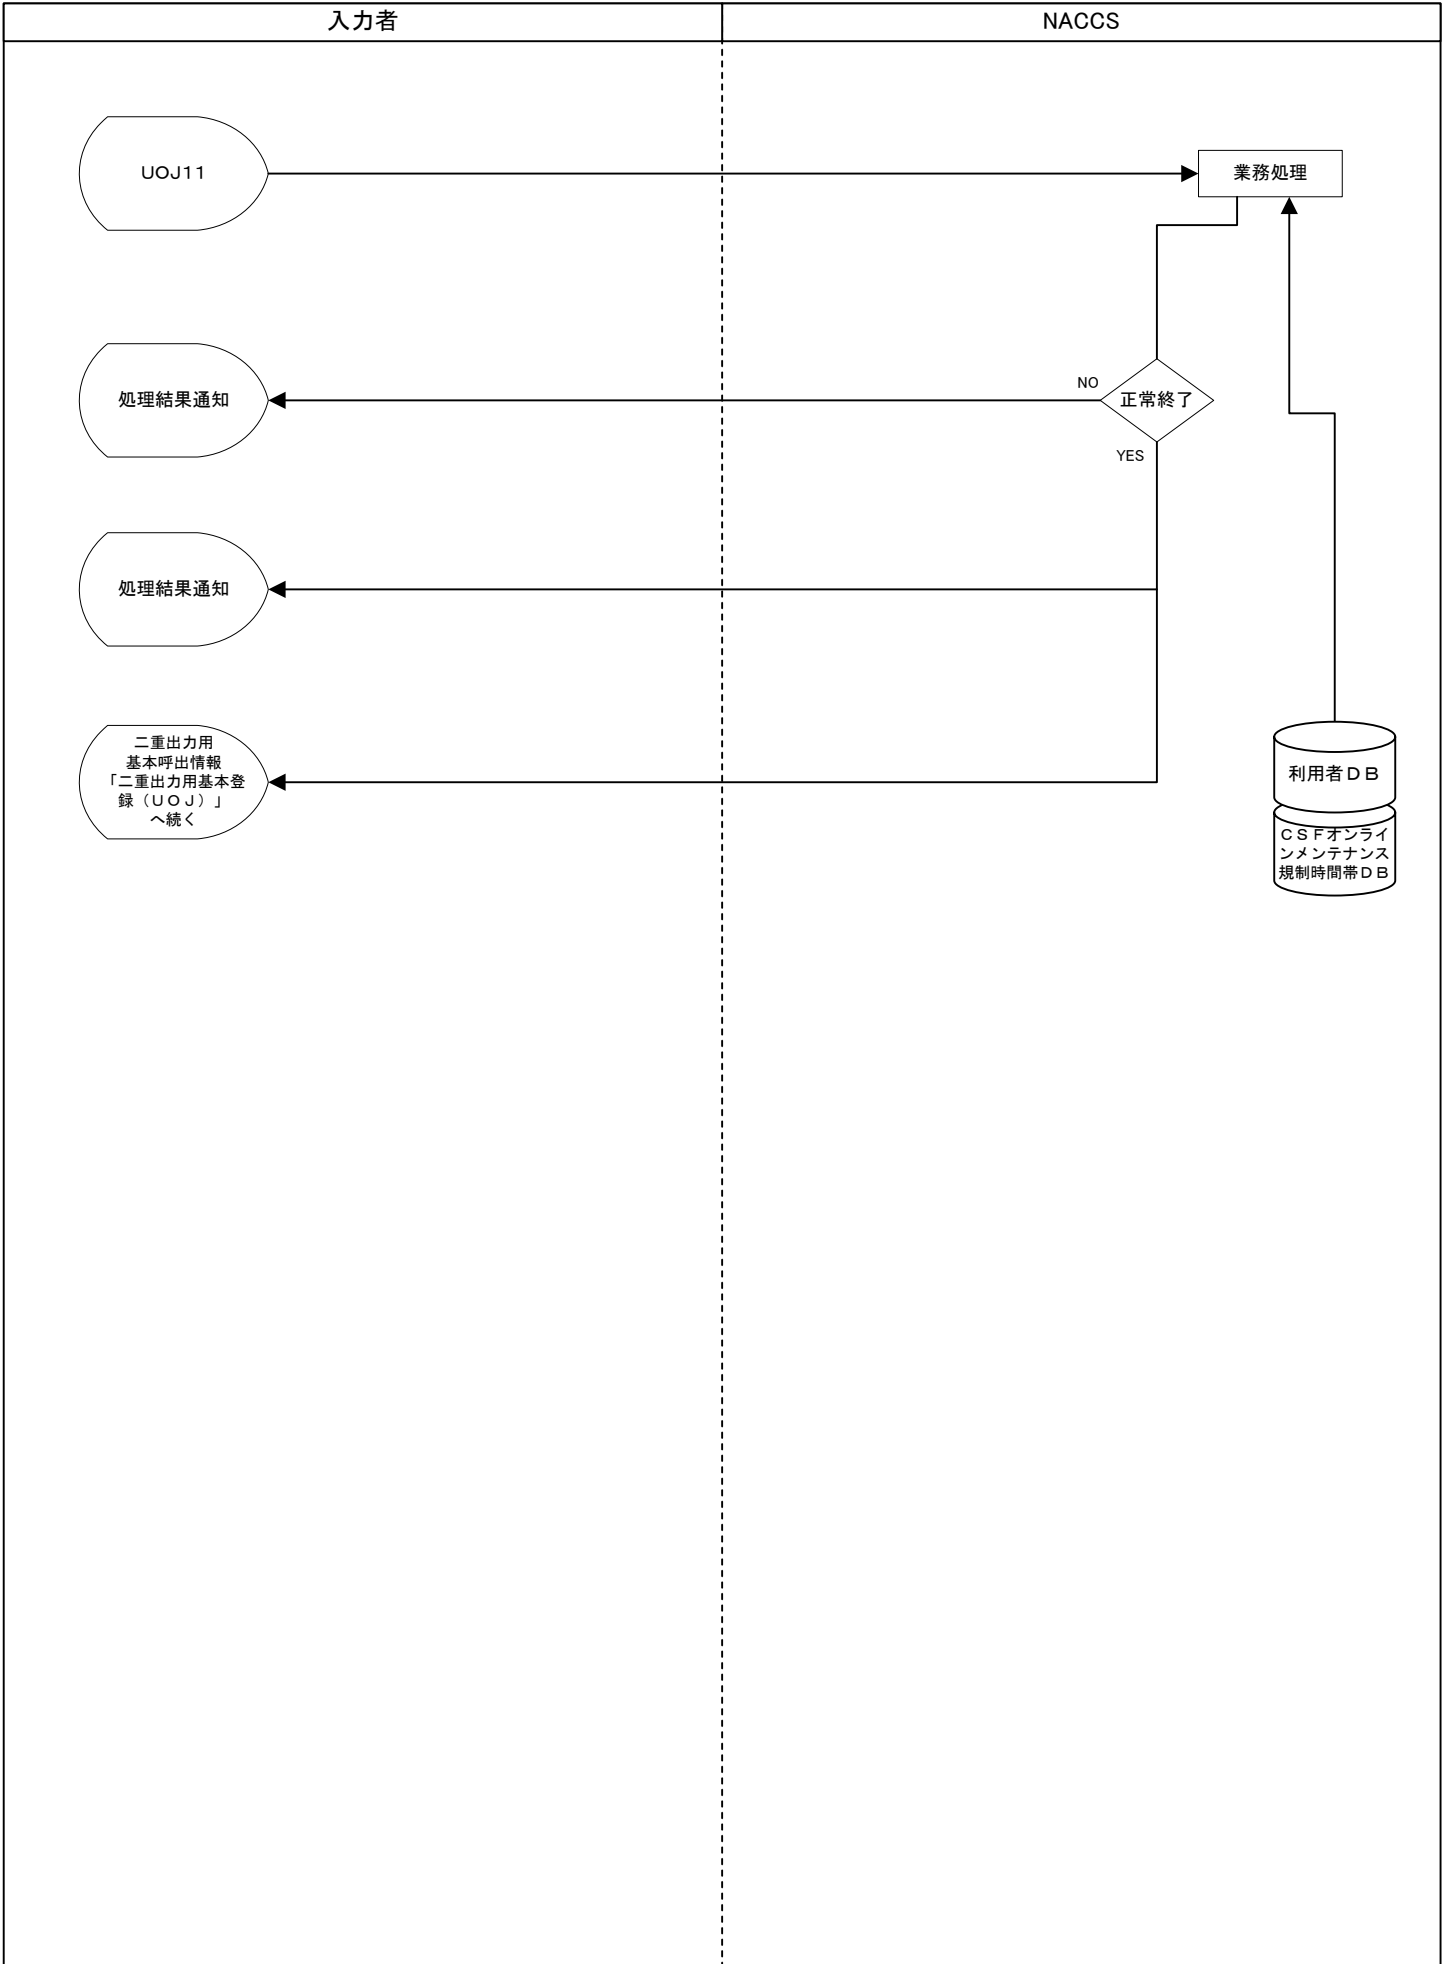 入力者
NACCS
UOJ11
業務処理
処理結果通知
NO
正常終了
YES
処理結果通知
二重出力用
基本呼出情報
「二重出力用基本登
録(UOJ)」
へ続く
利用者DB
CSFオンライ
ンメンテナンス
規制時間帯DB